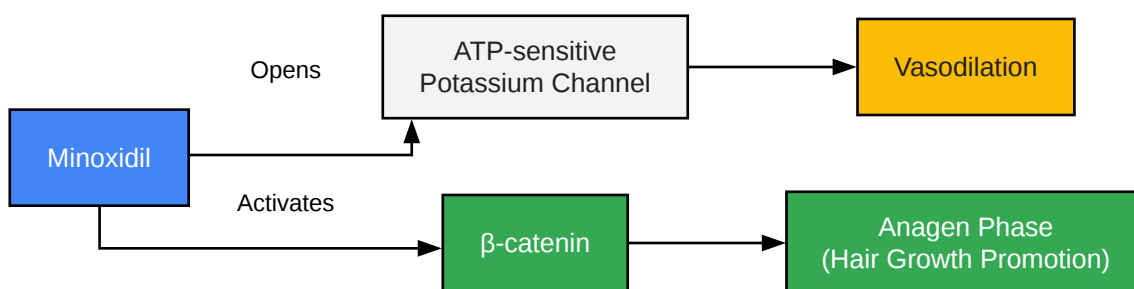 Opens
ATP-sensitive
Potassium Channel
Vasodilation
Minoxidil
Activates
β-catenin
Anagen Phase
(Hair Growth Promotion)